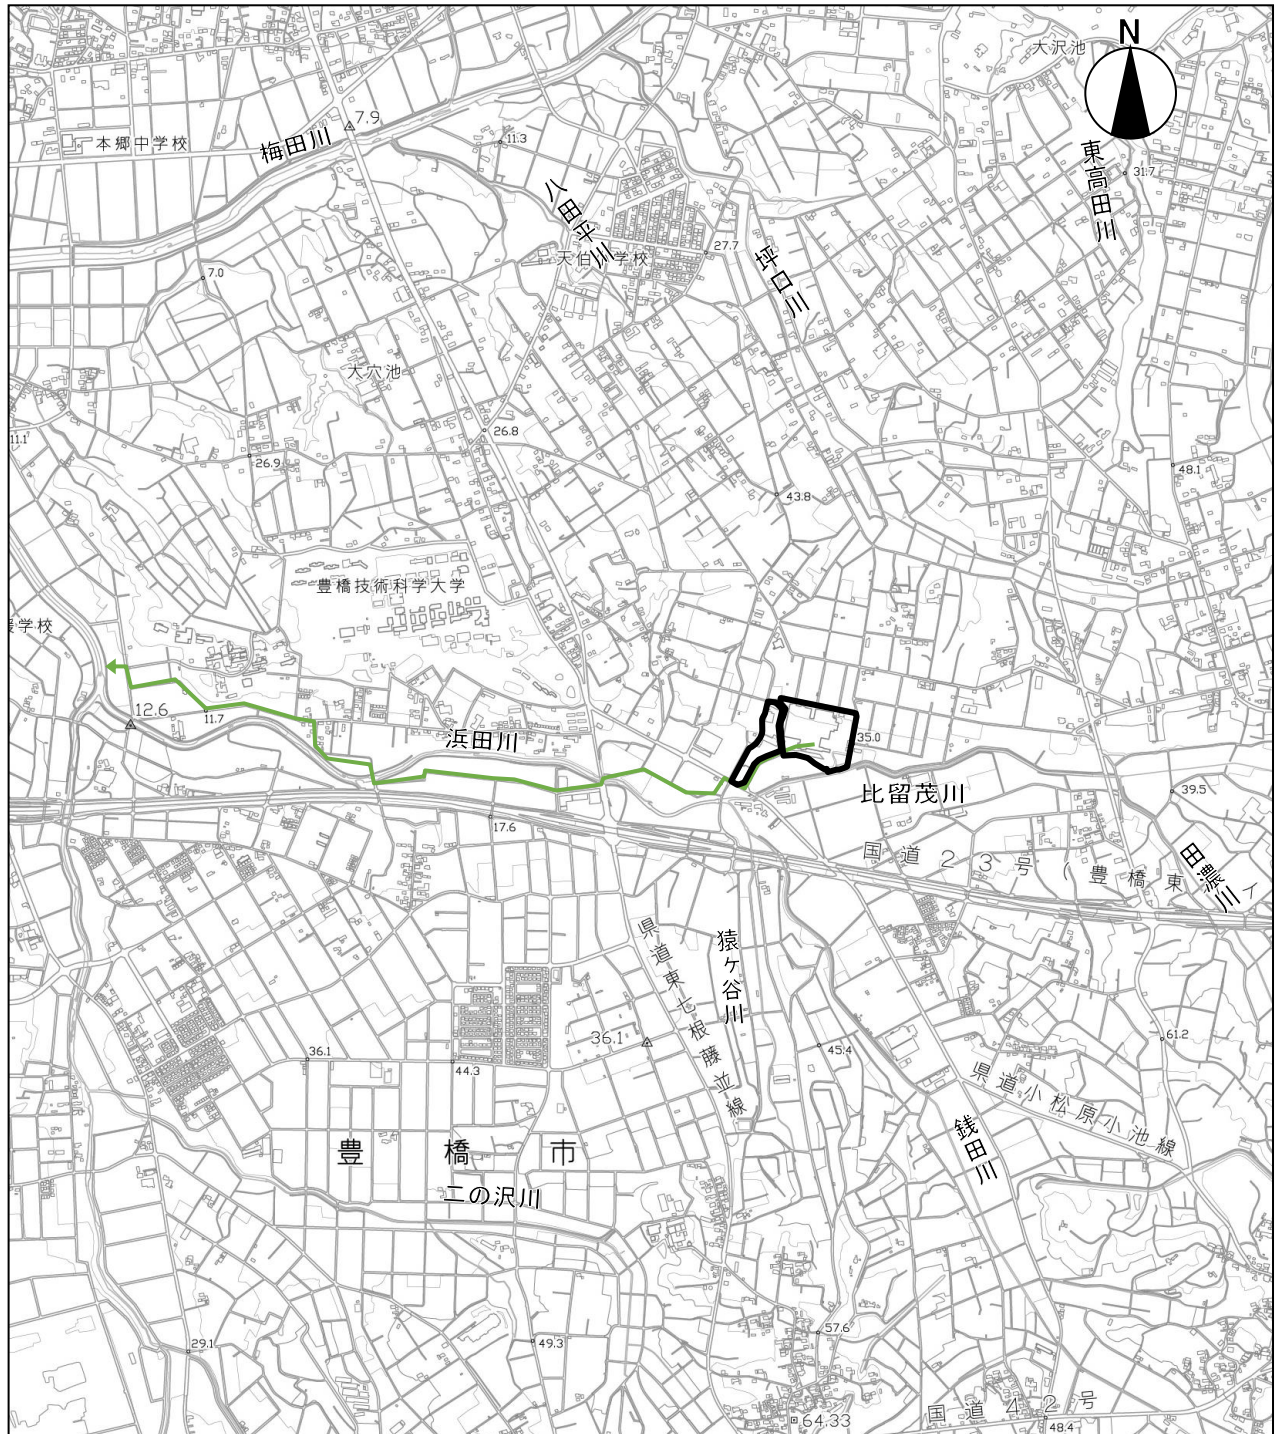 N
大沢池
7.9
本郷中学校
梅田川
11.3
東高田川
31.7
八田平川
27.7
天伯 学校
坪口川
7.0
大穴池
26.8
11.1
26.9
48.1
43.8
豊橋技術科学大学
学校
12.6
11.7
浜田川
35.0
比留茂川
39.5
17.6
国道23号(豊橋東
田濃川
県道東七根藤並線
猿ヶ谷川
36.1
45.4
61.2
36.1
44.3
県道小松原小池線
銭田川
豊橋市
二の沢川
57.6
29.1
49.3
国道42号
64.33
48.4